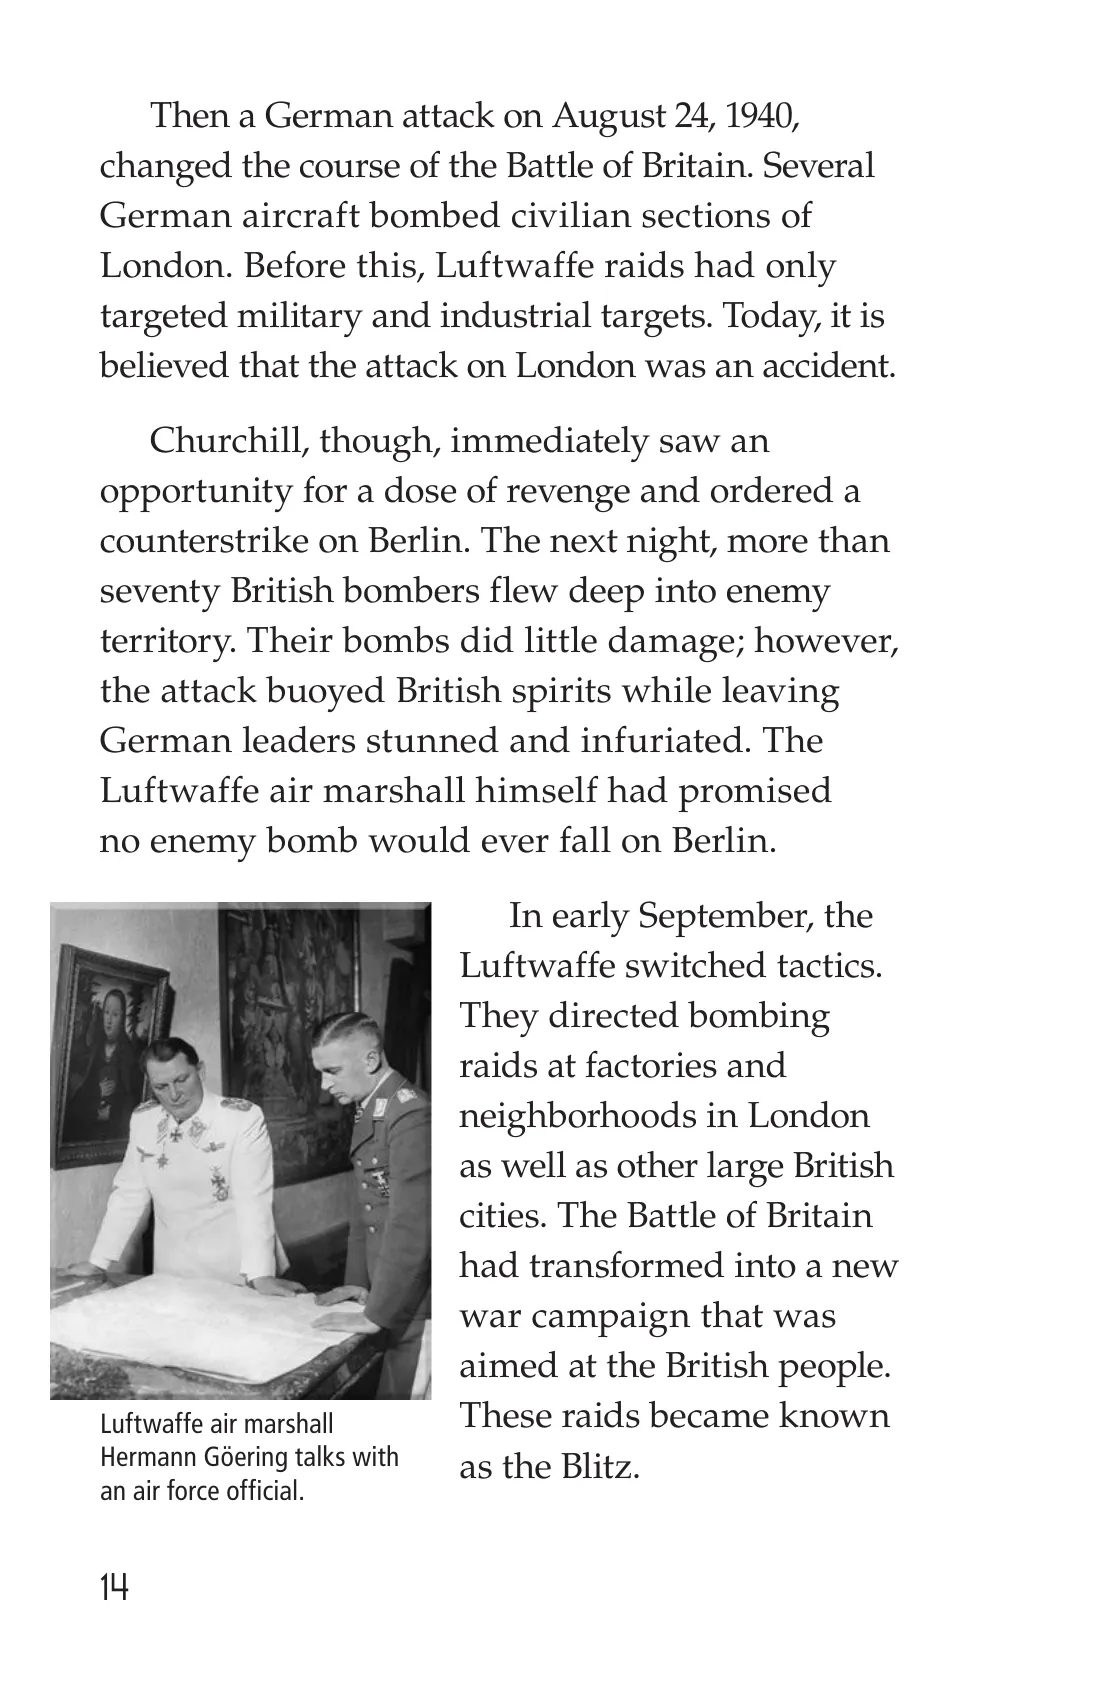 Then a German attack on August 24, 1940,
changed the course of the Battle of Britain. Several
German aircraft bombed civilian sections of
London. Before this, Luftwaffe raids had only
targeted military and industrial targets. Today, it is
believed that the attack on London was an accident.
Churchill, though, immediately saw an
opportunity for a dose of revenge and ordered a
counterstrike on Berlin. The next night, more than
seventy British bombers flew deep into enemy
territory. Their bombs did little damage; however,
the attack buoyed British spirits while leaving
German leaders stunned and infuriated. The
Luftwaffe air marshall himself had promised
no enemy bomb would ever fall on Berlin.
In early September, the
Luftwaffe switched tactics.
They directed bombing
raids at factories and
neighborhoods in London
as well as other large British
cities. The Battle of Britain
had transformed into a new
war campaign that was
aimed at the British people.
These raids became known
as the Blitz.
Luftwaffe air marshall
Hermann Göering talks with
an air force official.
14